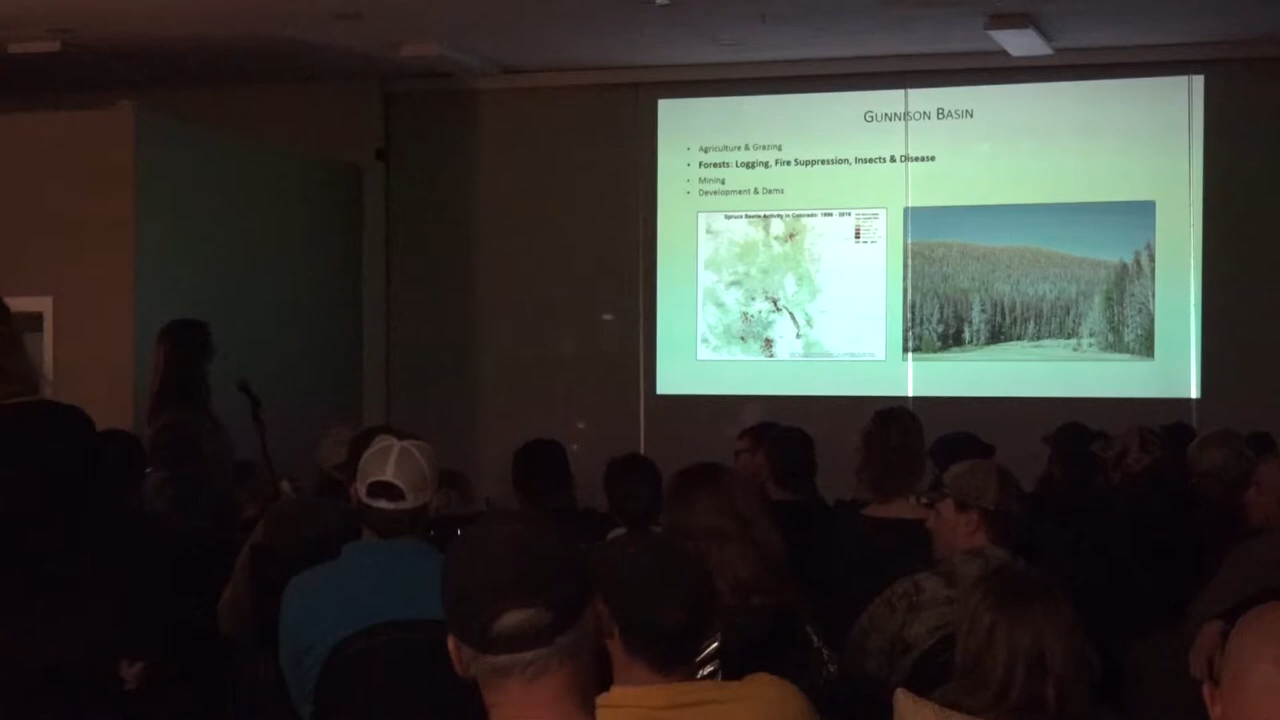 Gunnison Basin
• Agriculture & Grazing
• Forests: Logging, Fire Suppression, Insects & Disease
• Mining
• Development & Dams
Spruce Beetle Activity in Colorado: 1996 - 2016